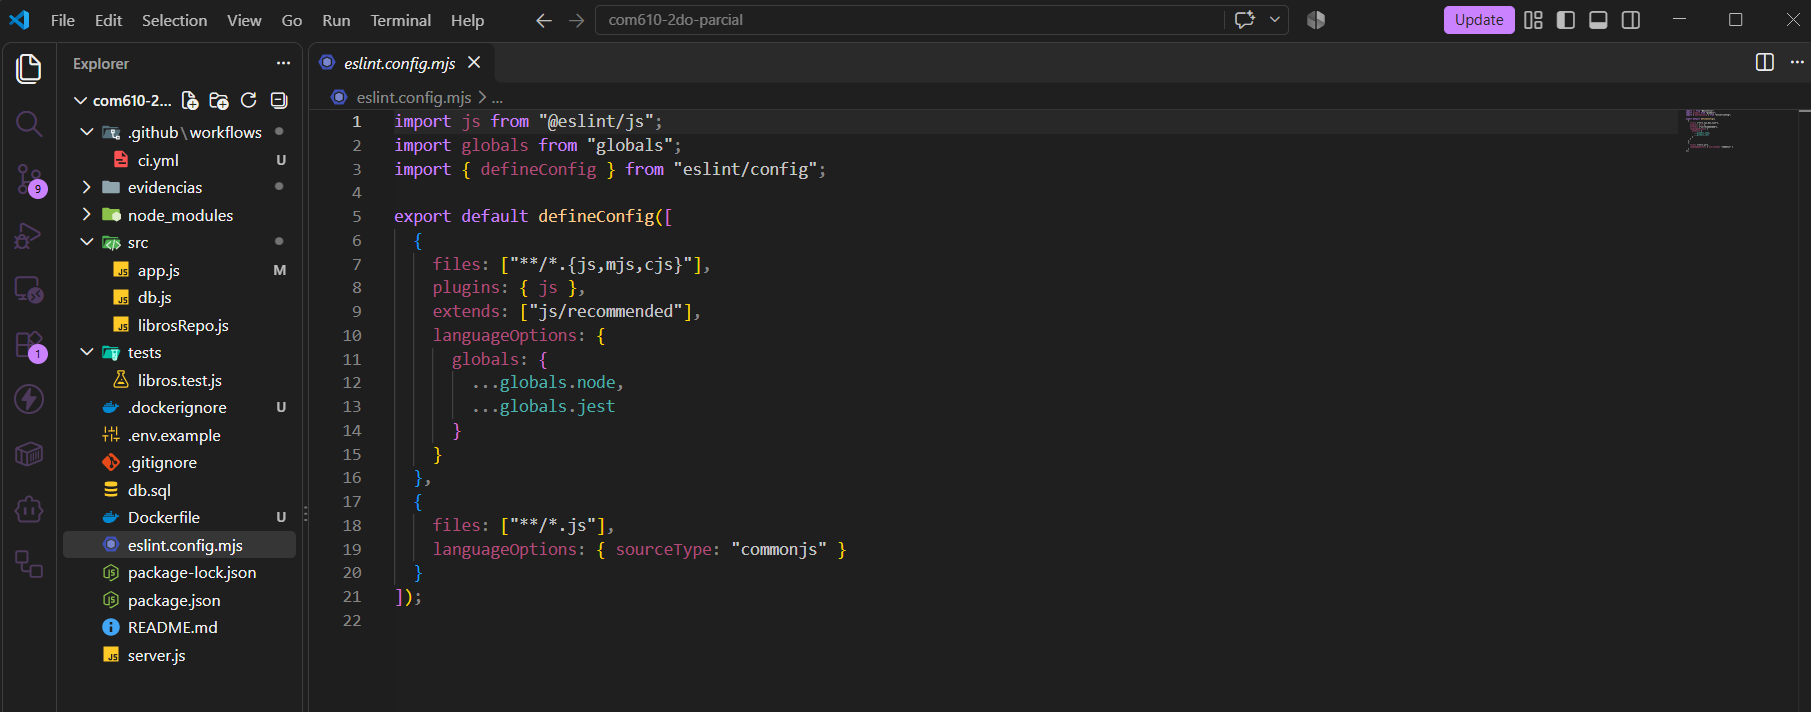 File Edit Selection View Go Run Terminal Help
com610-2do-parcial
Update
Explorer
com610-2...
.github\workflows
ci.yml U
evidencias
node_modules
src
app.js M
db.js
librosRepo.js
tests
libros.test.js
.dockerignore U
.env.example
.gitignore
db.sql
Dockerfile U
eslint.config.mjs
package-lock.json
package.json
README.md
server.js
9
1
eslint.config.mjs
eslint.config.mjs > ...
1 import js from "@eslint/js";
2 import globals from "globals";
3 import { defineConfig } from "eslint/config";
4
5 export default defineConfig([
6   {
7     files: ["**/*.{js,mjs,cjs}"],
8     plugins: { js },
9     extends: ["js/recommended"],
10     languageOptions: {
11       globals: {
12         ...globals.node,
13         ...globals.jest
14       }
15     }
16   },
17   {
18     files: ["**/*.js"],
19     languageOptions: { sourceType: "commonjs" }
20   }
21 ]);
22